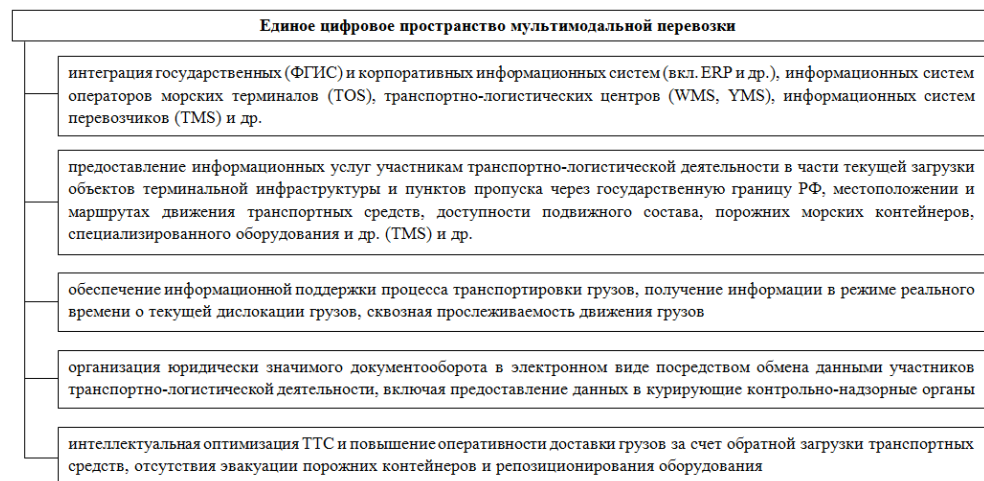 Единое цифровое пространство мультимодальной перевозки
интеграция государственных (ФГИС) и корпоративных информационных систем (вкл. ERP и др.), информационных систем
операторов морских терминалов (TOS), транспортно-логистических центров (WMS, YMS), информационных систем
перевозчиков (TMS) и др.
предоставление информационных услуг участникам транспортно-логистической деятельности в части текущей загрузки
объектов терминальной инфраструктуры и пунктов пропуска через государственную границу РФ, местоположении и
маршрутах движения транспортных средств, доступности подвижного состава, порожних морских контейнеров,
специализированного оборудования и др. (TMS) и др.
обеспечение информационной поддержки процесса транспортировки грузов, получение информации в режиме реального
времени о текущей дислокации грузов, сквозная прослеживаемость движения грузов
организация юридически значимого документооборота в электронном виде посредством обмена данными участников
транспортно-логистической деятельности, включая предоставление данных в курирующие контрольно-надзорные органы
интеллектуальная оптимизация ТТС и повышение оперативности доставки грузов за счет обратной загрузки транспортных
средств, отсутствия эвакуации порожних контейнеров и репозиционирования оборудования